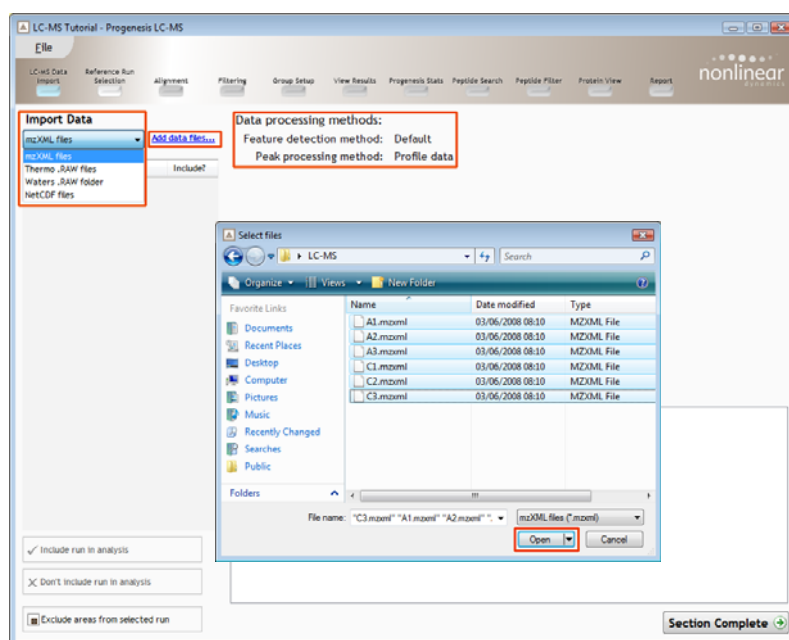 LC-MS Tutorial - Progenesis LC-MS
File
LC-MS Data Import
Reference Run Selection
Alignment
Filtering
Group Setup
View Results
Progenesis Stats
Peptide Search
Peptide Filter
Protein View
Report
nonlinear
dynamics
Import Data
mzXML files
Add data files...
mzXML files
Thermo .RAW files
Waters .RAW folder
NetCDF files
Include?
Data processing methods:
Feature detection method: Default
Peak processing method: Profile data
Select files
LC-MS
Search
Organize
Views
New Folder
Favorite Links
Documents
Recent Places
Desktop
Computer
Pictures
Music
Recently Changed
Searches
Public
Folders
Name Date modified Type
A1.mzxml 03/06/2008 08:10 MZXML File
A2.mzxml 03/06/2008 08:10 MZXML File
A3.mzxml 03/06/2008 08:10 MZXML File
C1.mzxml 03/06/2008 08:10 MZXML File
C2.mzxml 03/06/2008 08:10 MZXML File
C3.mzxml 03/06/2008 08:10 MZXML File
File name: "C3.mzxml" "A1.mzxml" "A2.mzxml" ".
mzXML files (*.mzxml)
Open
Cancel
Include run in analysis
Don't include run in analysis
Exclude areas from selected run
Section Complete